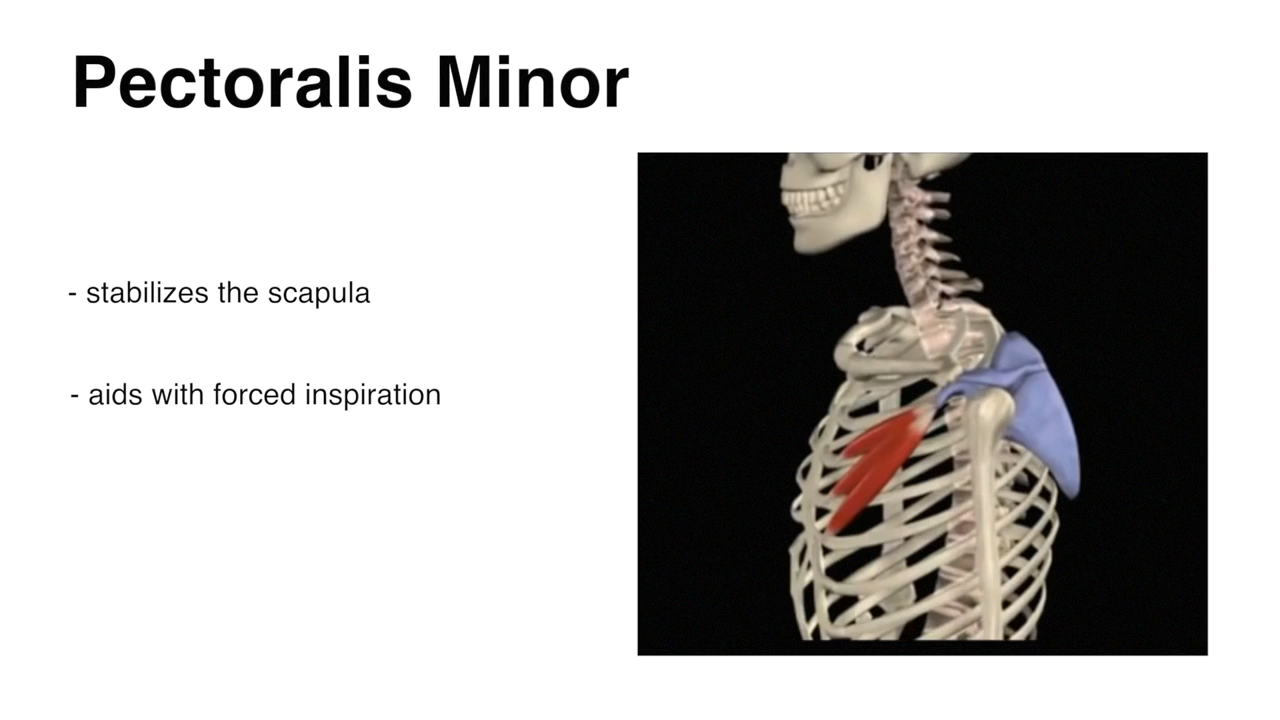 Pectoralis Minor
- stabilizes the scapula
- aids with forced inspiration